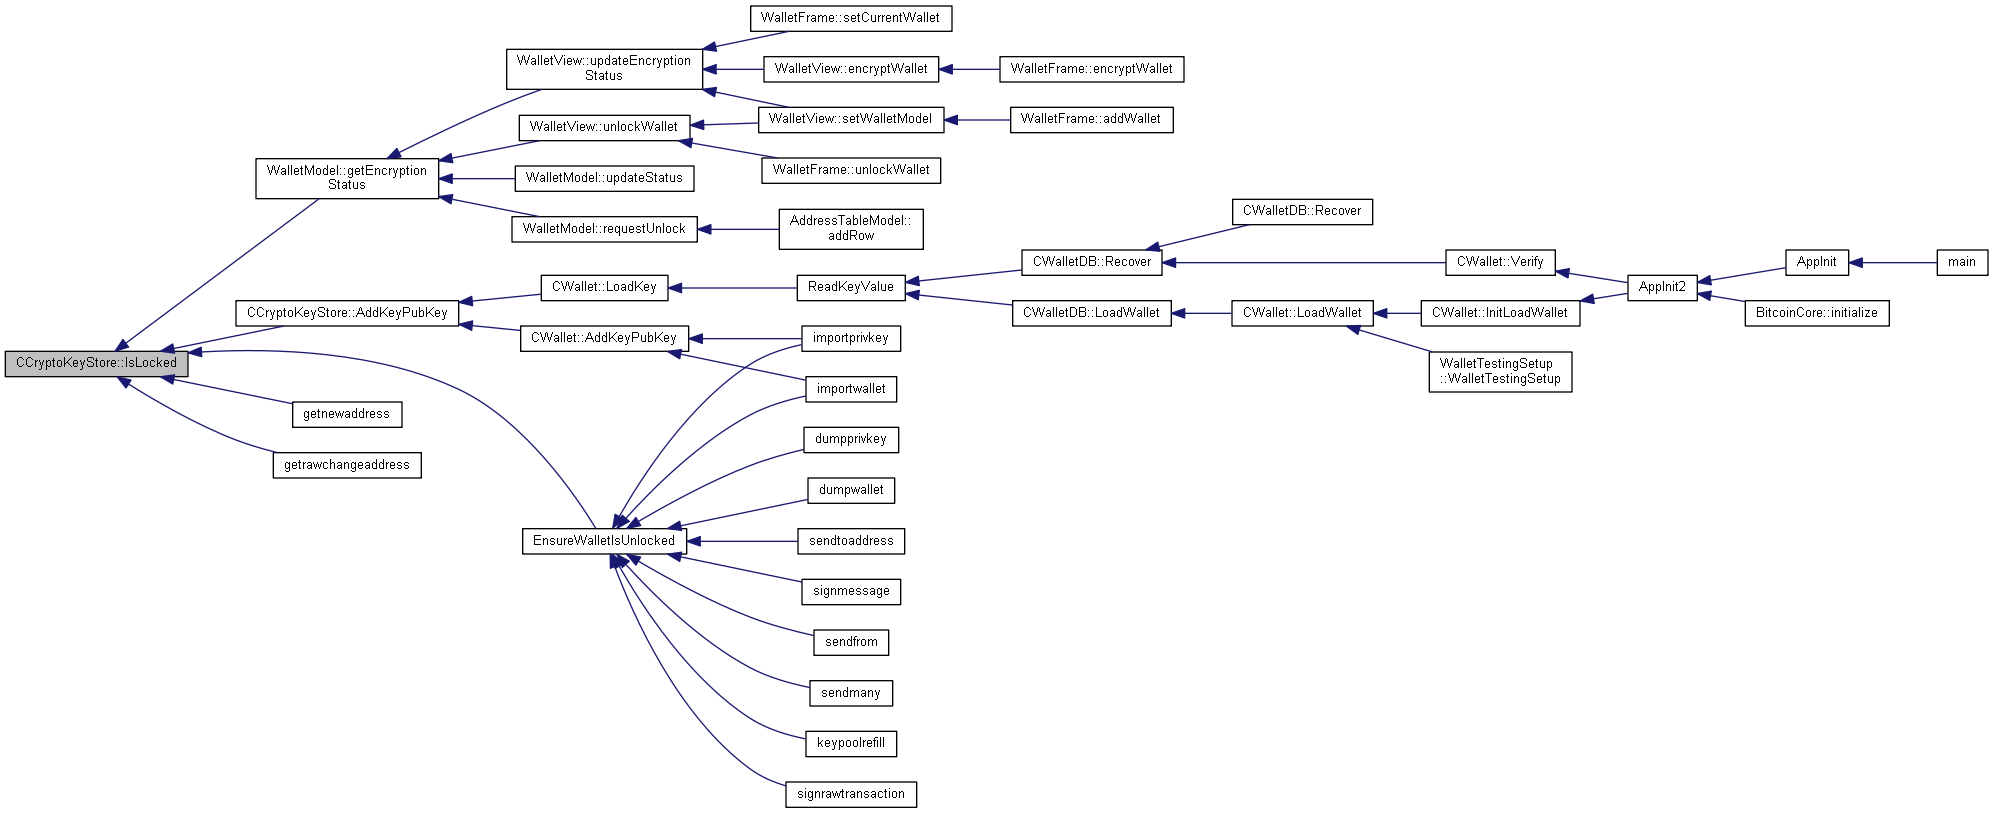 WalletFrame::setCurrentWallet
WalletView::updateEncryption
Status
WalletView::encryptWallet
WalletFrame::encryptWallet
WalletView::setWalletModel
WalletFrame::addWallet
WalletView::unlockWallet
WalletFrame::unlockWallet
WalletModel::getEncryption
Status
WalletModel::updateStatus
WalletModel::requestUnlock
AddressTableModel::
addRow
CWalletDB::Recover
CWalletDB::Recover
CWallet::Verify
AppInit
main
CWallet::LoadKey
ReadKeyValue
AppInit2
CCryptoKeyStore::AddKeyPubKey
CWalletDB::LoadWallet
CWallet::LoadWallet
CWallet::InitLoadWallet
BitcoinCore::initialize
CWallet::AddKeyPubKey
importprivkey
CCryptoKeyStore::IsLocked
WalletTestingSetup
::WalletTestingSetup
importwallet
getnewaddress
dumpprivkey
getrawchangeaddress
dumpwallet
EnsureWalletIsUnlocked
sendtoaddress
signmessage
sendfrom
sendmany
keypoolrefill
signrawtransaction